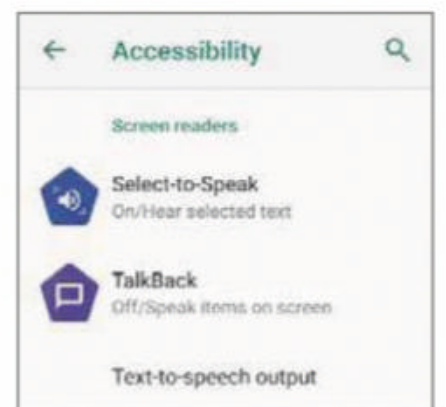 Accessibility
Screen readers
Select-to-Speak
On/Hear selected text
TalkBack
Off/Speak items on screen
Text-to-speech output